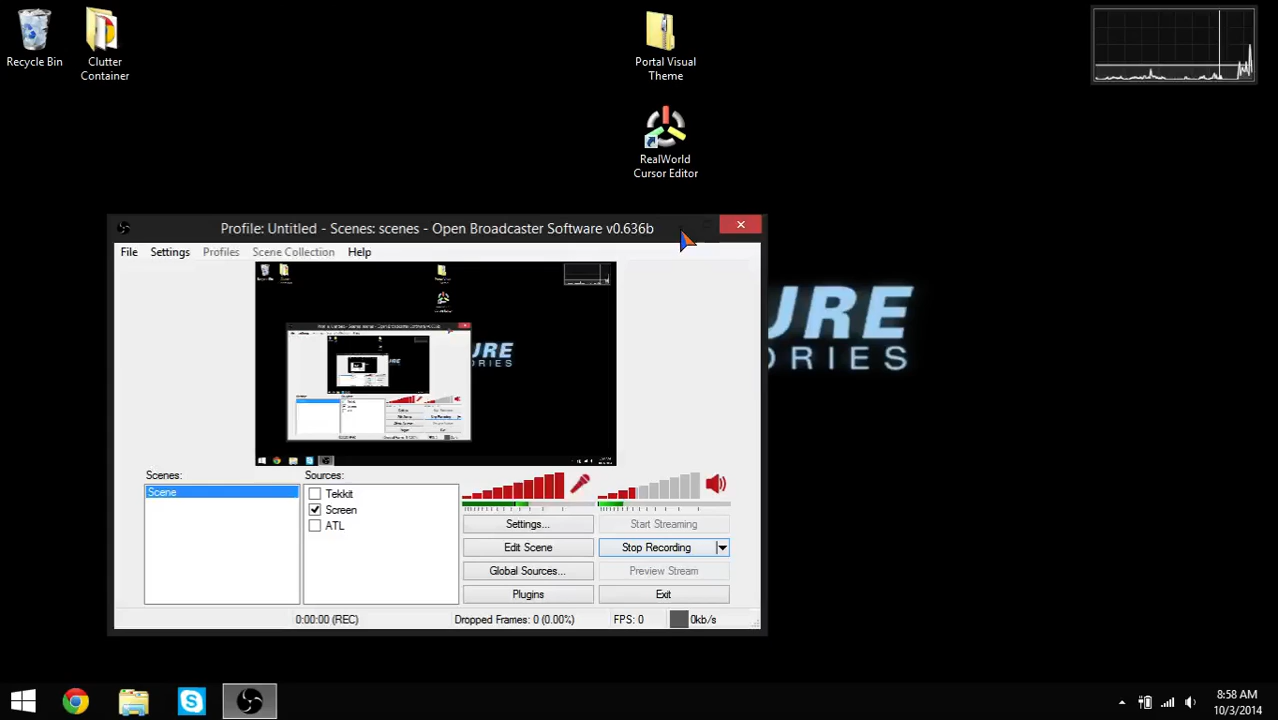 Recycle Bin
Clutter
Container
Portal Visual
Theme
RealWorld
Cursor Editor
Profile: Untitled - Scenes: scenes - Open Broadcaster Software v0.636b
File Settings Profiles Scene Collection Help
URE
ORIES
URE
ORIES
Scenes:
Sources:
Scene
Tekkit
Screen
ATL
Settings...
Start Streaming
Edit Scene
Stop Recording
Global Sources...
Preview Stream
Plugins
Exit
0:00:00 (REC)
Dropped Frames: 0 (0.00%)
FPS: 0
0kb/s
8:58 AM
10/3/2014